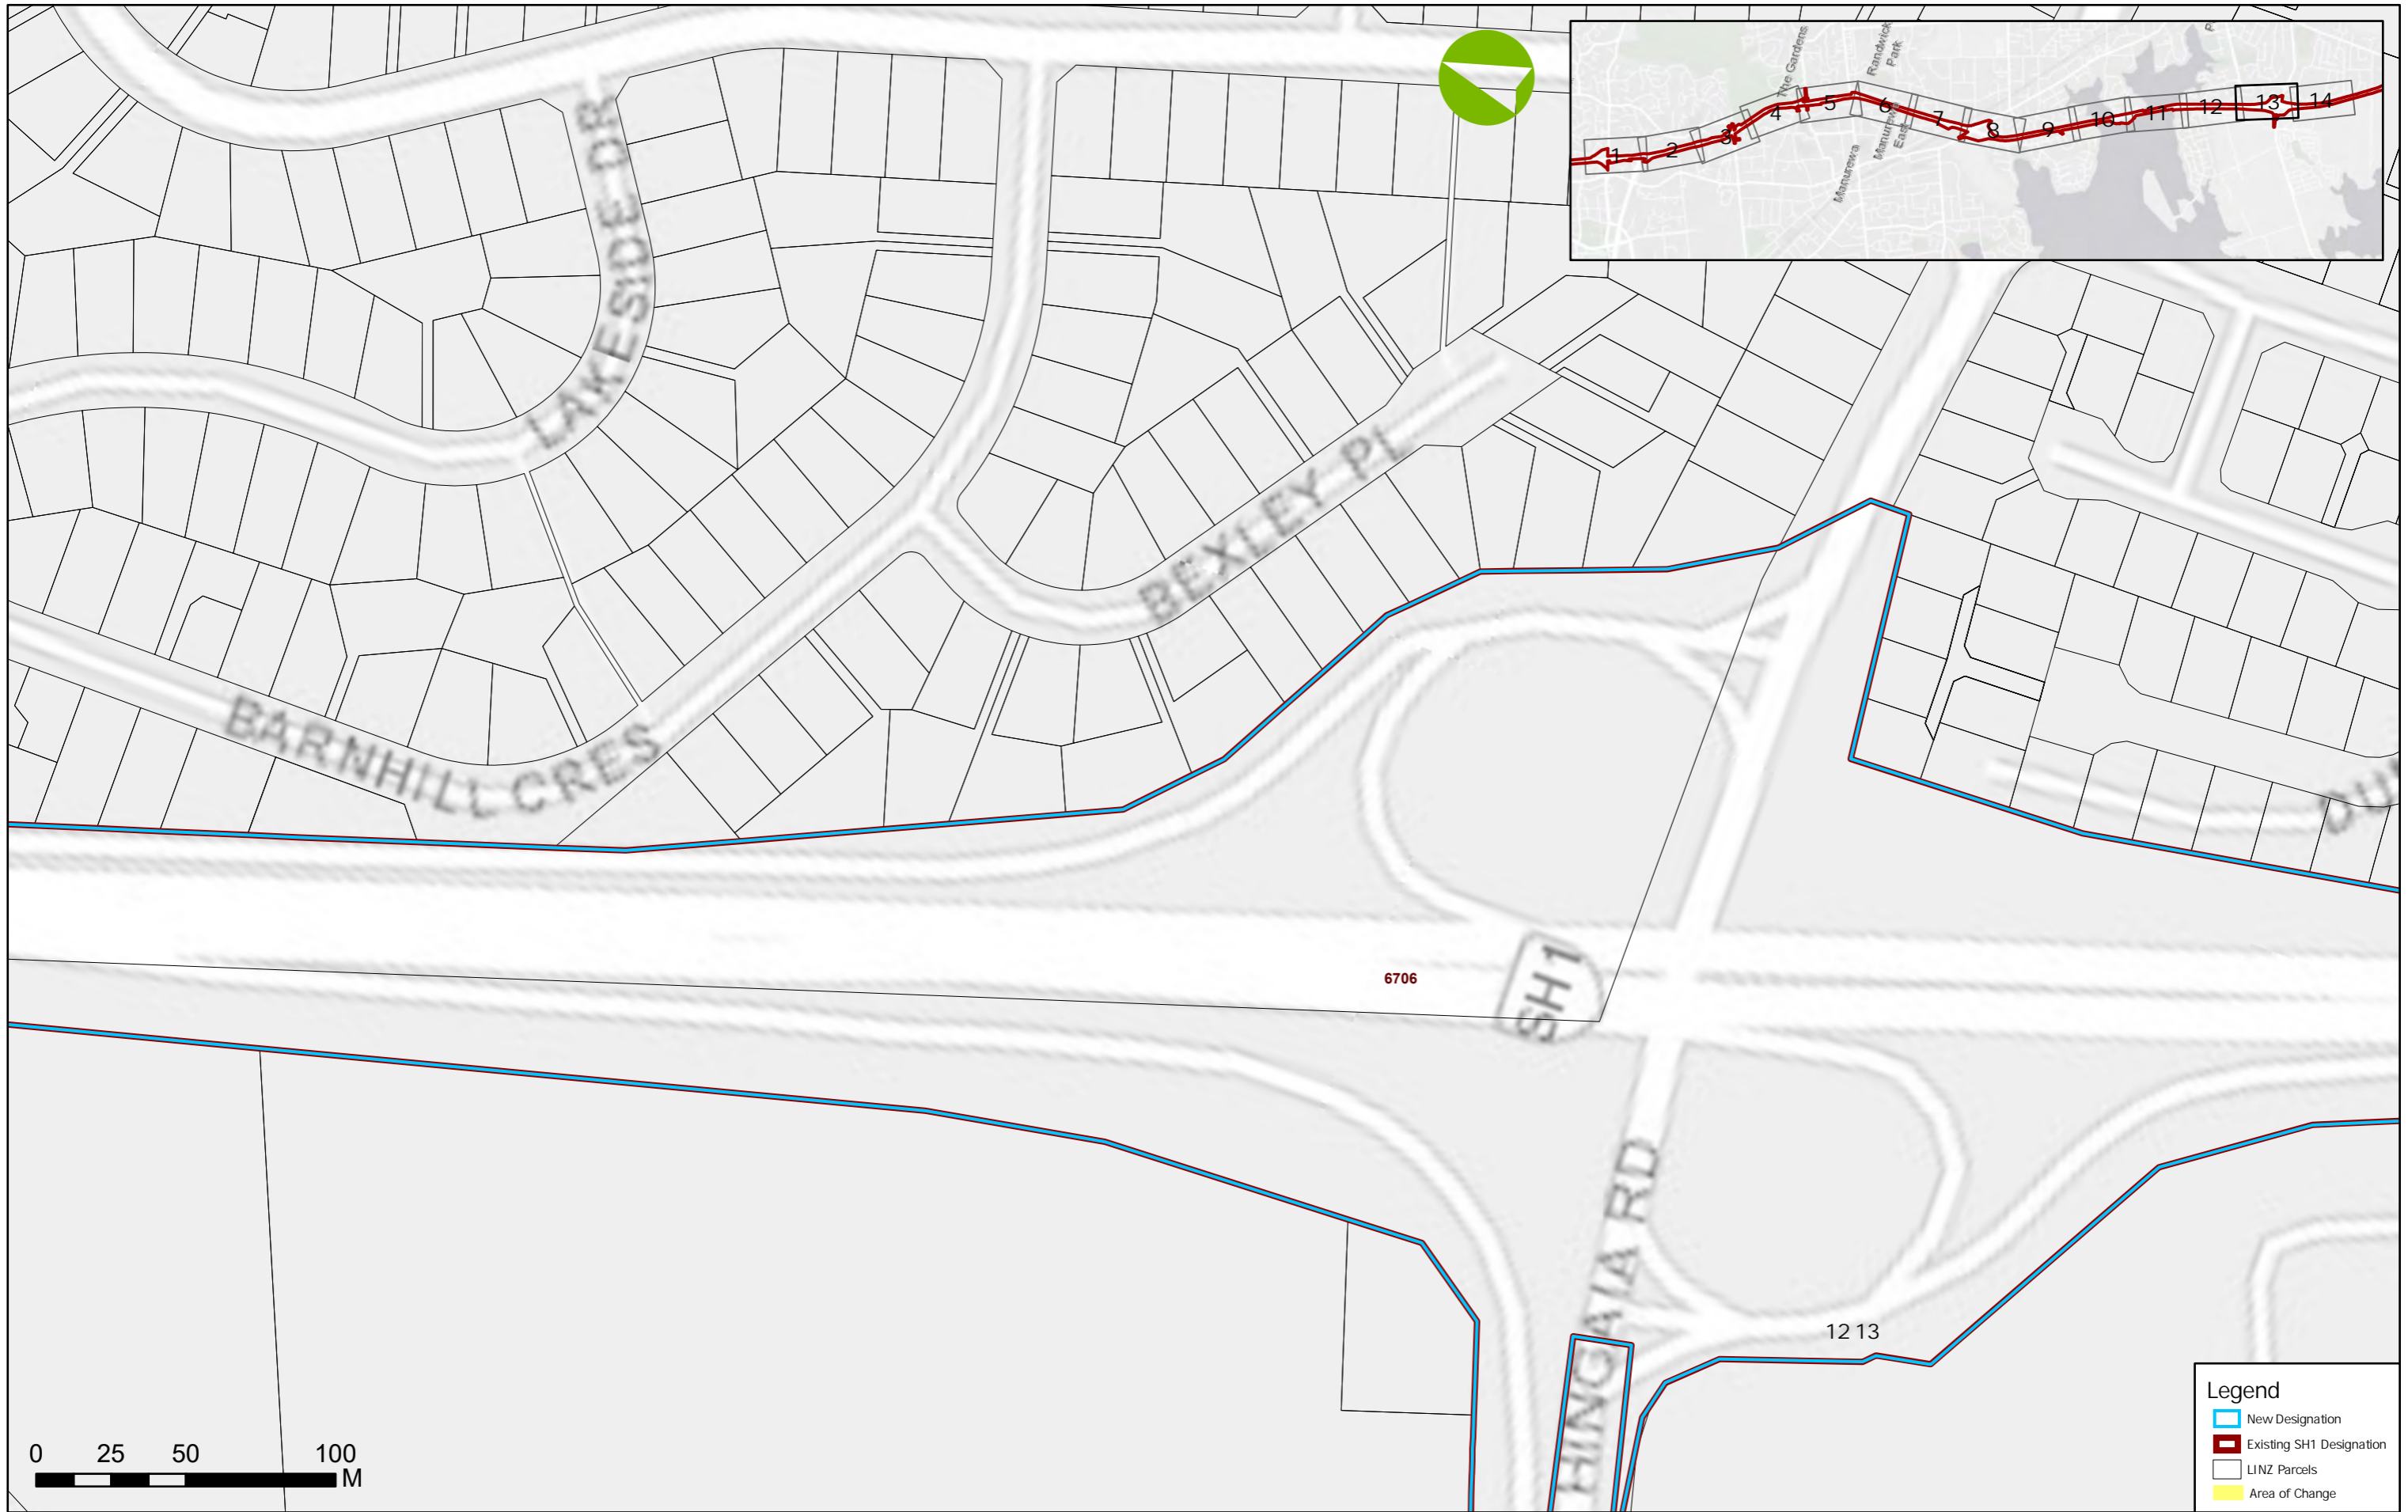 The Gardens
Randwick
Park
1
2
3
4
5
6
7
8
9
10
11
12
13
14
Manurewa
Manurewa
East
LAKESIDE DR
BEXLEY PL
BARNHILL CRES
6706
SH 1
HINGAIA RD
12 13
0 25 50 100
M
Legend
New Designation
Existing SH1 Designation
LINZ Parcels
Area of Change